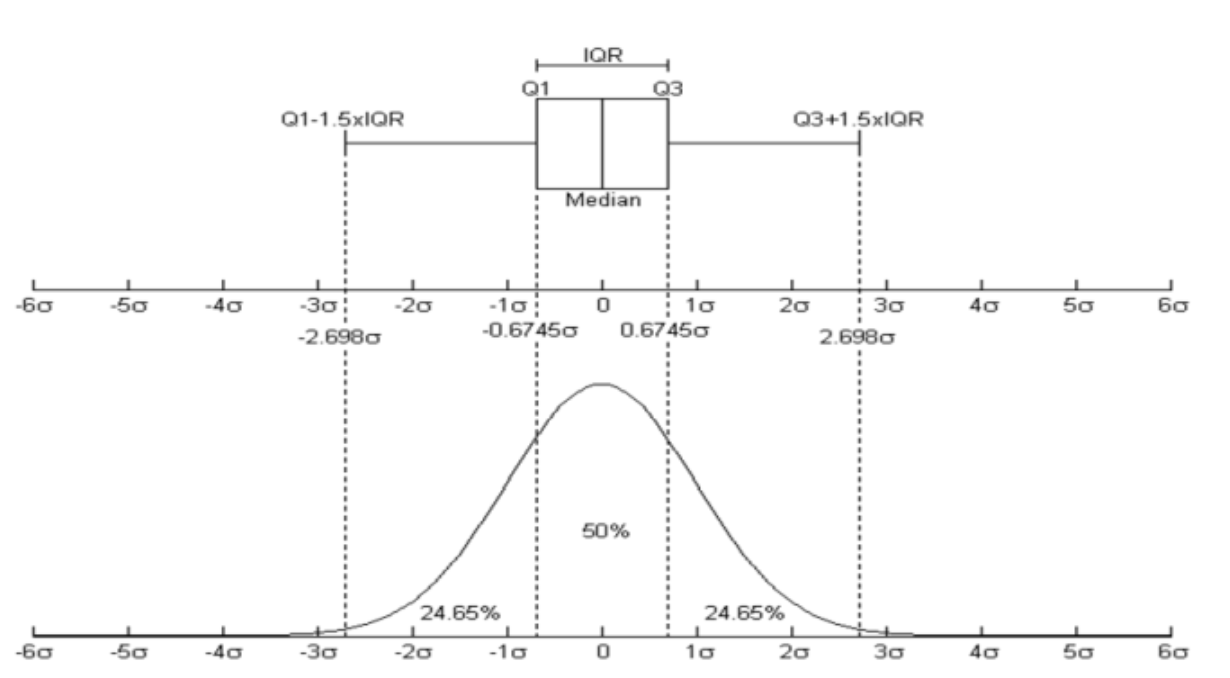 IQR
Q1 Q3
Q1-1.5xIQR Q3+1.5xIQR
Median
-6σ -5σ -4σ -3σ -2σ -1σ 0 1σ 2σ 3σ 4σ 5σ 6σ
-2.698σ -0.6745σ 0.6745σ 2.698σ
50%
24.65% 24.65%
-6σ -5σ -4σ -3σ -2σ -1σ 0 1σ 2σ 3σ 4σ 5σ 6σ